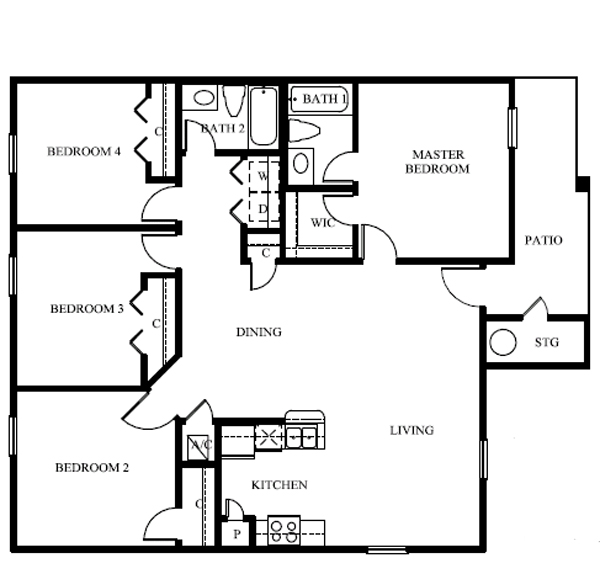 BATH 1
BATH 2
C
BEDROOM 4
MASTER
BEDROOM
W
D
WIC
PATIO
C
BEDROOM 3
C
DINING
STG
LIVING
A/C
BEDROOM 2
KITCHEN
C
P